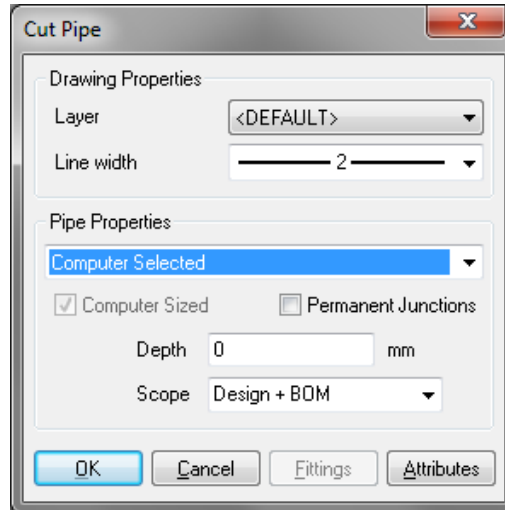 Cut Pipe
Drawing Properties
Layer <DEFAULT>
Line width 2
Pipe Properties
Computer Selected
Computer Sized Permanent Junctions
Depth 0 mm
Scope Design + BOM
OK Cancel Fittings Attributes